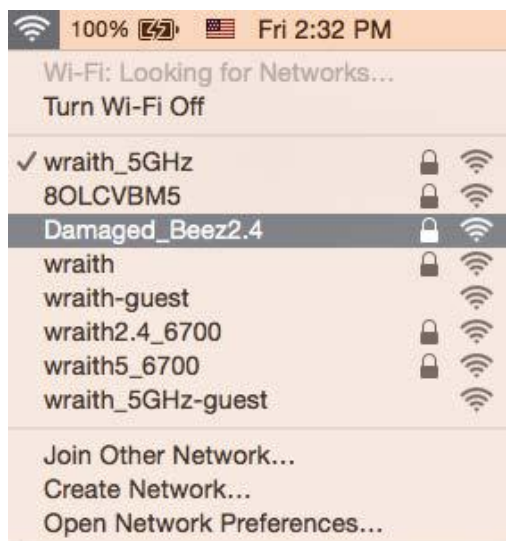 100% Fri 2:32 PM
Wi-Fi: Looking for Networks...
Turn Wi-Fi Off
✓ wraith_5GHz
8OLCVBM5
Damaged_Beez2.4
wraith
wraith-guest
wraith2.4_6700
wraith5_6700
wraith_5GHz-guest
Join Other Network...
Create Network...
Open Network Preferences...